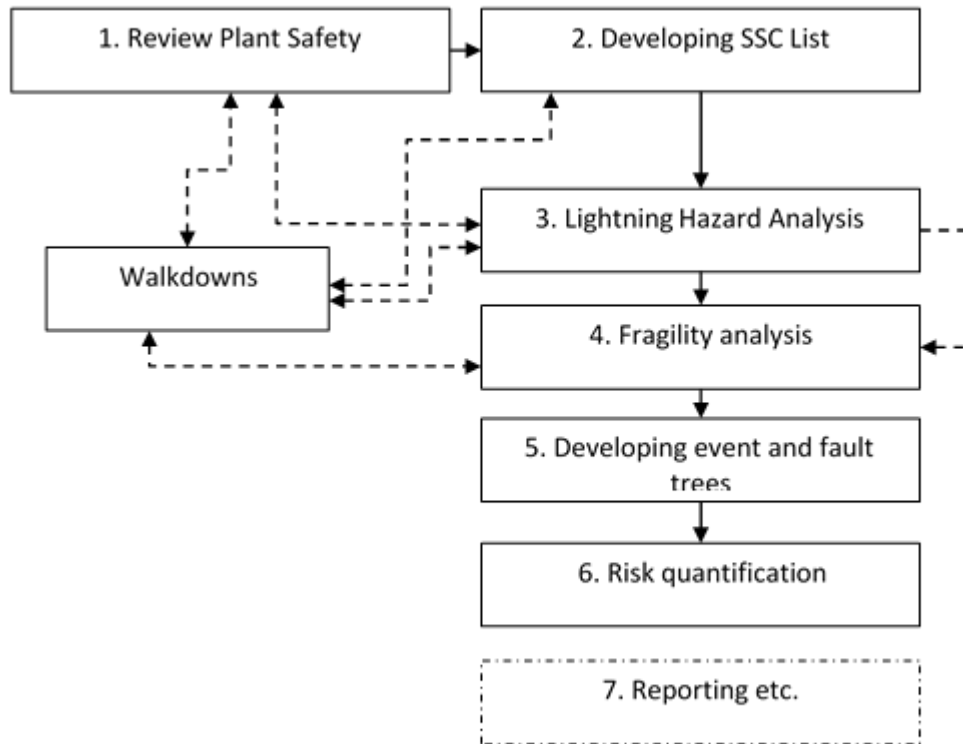 1. Review Plant Safety
2. Developing SSC List
3. Lightning Hazard Analysis
Walkdowns
4. Fragility analysis
5. Developing event and fault
trees
6. Risk quantification
7. Reporting etc.